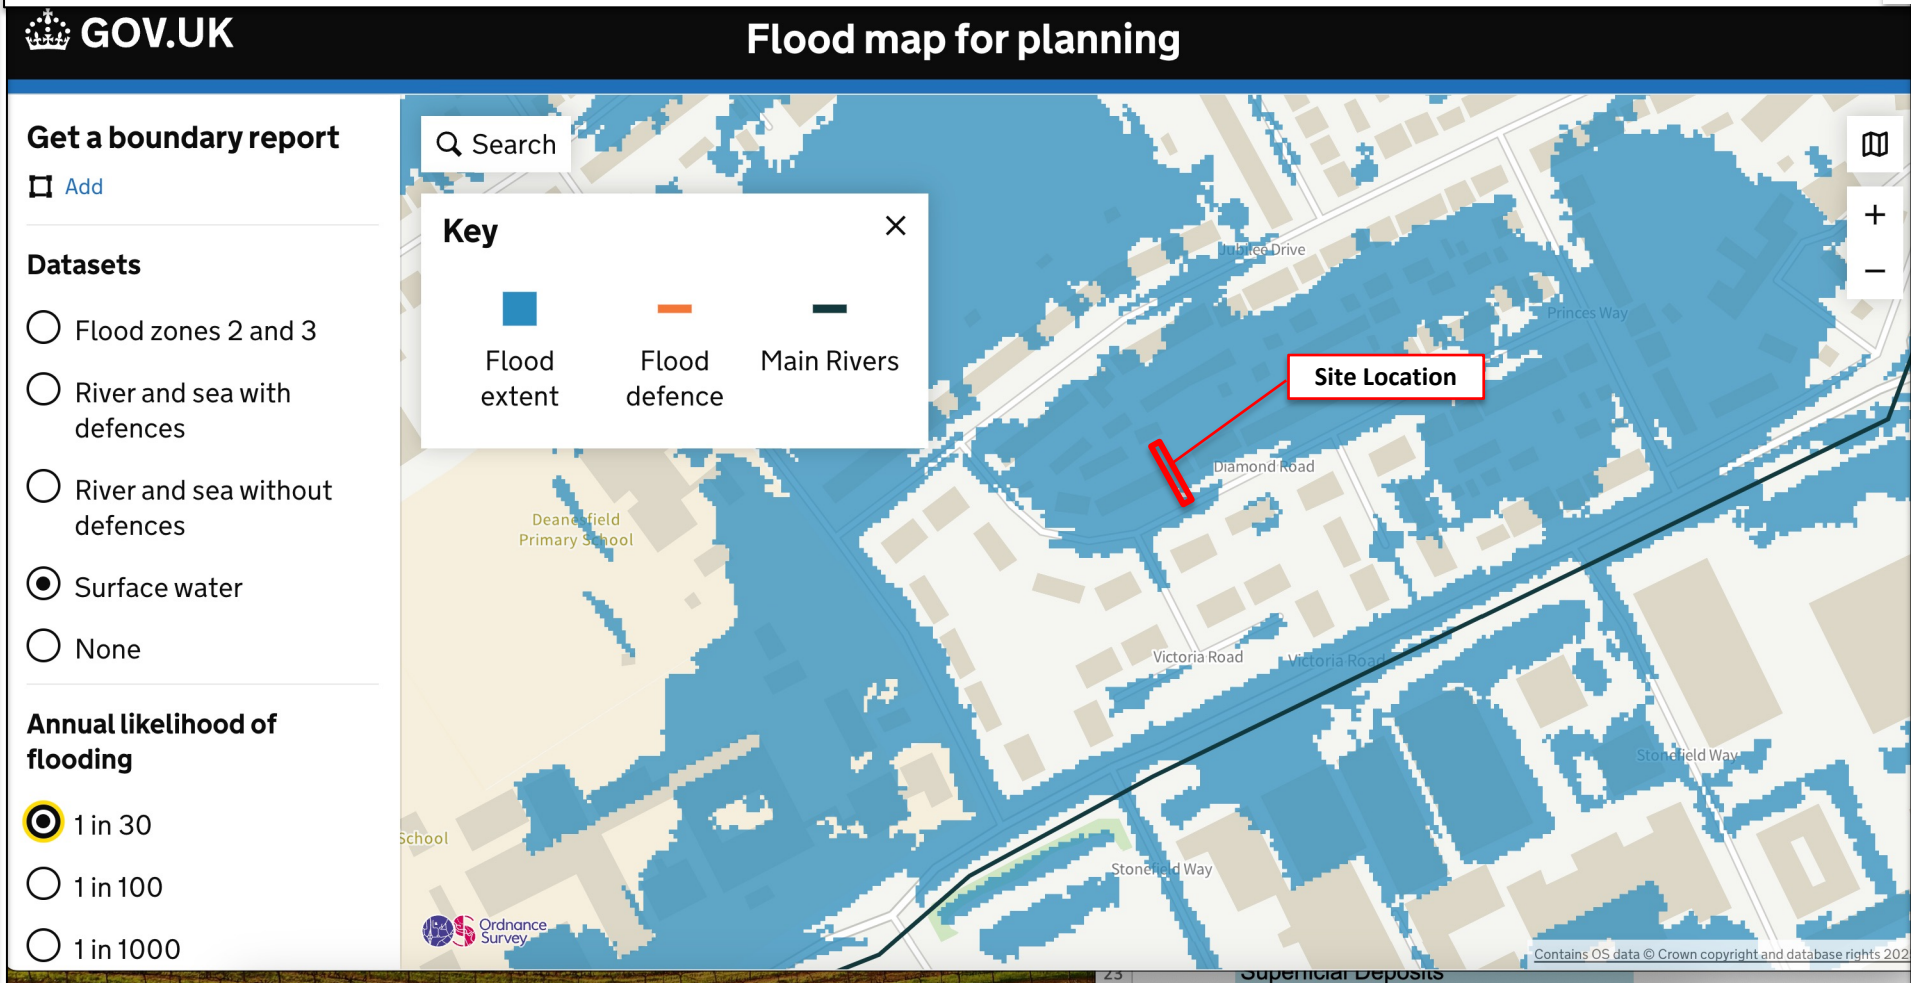 GOV.UK
Flood map for planning
Get a boundary report
Add
Datasets
Flood zones 2 and 3
River and sea with
defences
River and sea without
defences
Surface water
None
Annual likelihood of
flooding
1 in 30
1 in 100
1 in 1000
Search
Key
Flood
extent
Flood
defence
Main Rivers
Jubilee Drive
Princes Way
Site Location
Diamond Road
Deanesfield
Primary School
Victoria Road
Victoria Road
Stonefield Way
School
Stonefield Way
Ordnance
Survey
Contains OS data © Crown copyright and database rights 202
23
Superficial Deposits